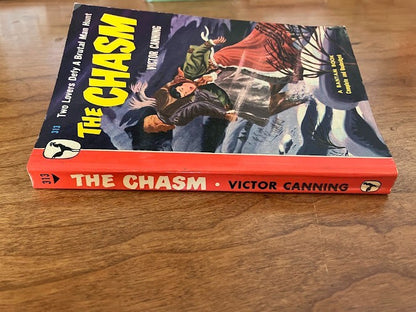 313 Two Lovers Defy A Brutal Man Hunt
THE CHASM
VICTOR CANNING
A BANTAM BOOK
Complete and Unabridged
313 THE CHASM · VICTOR CANNING